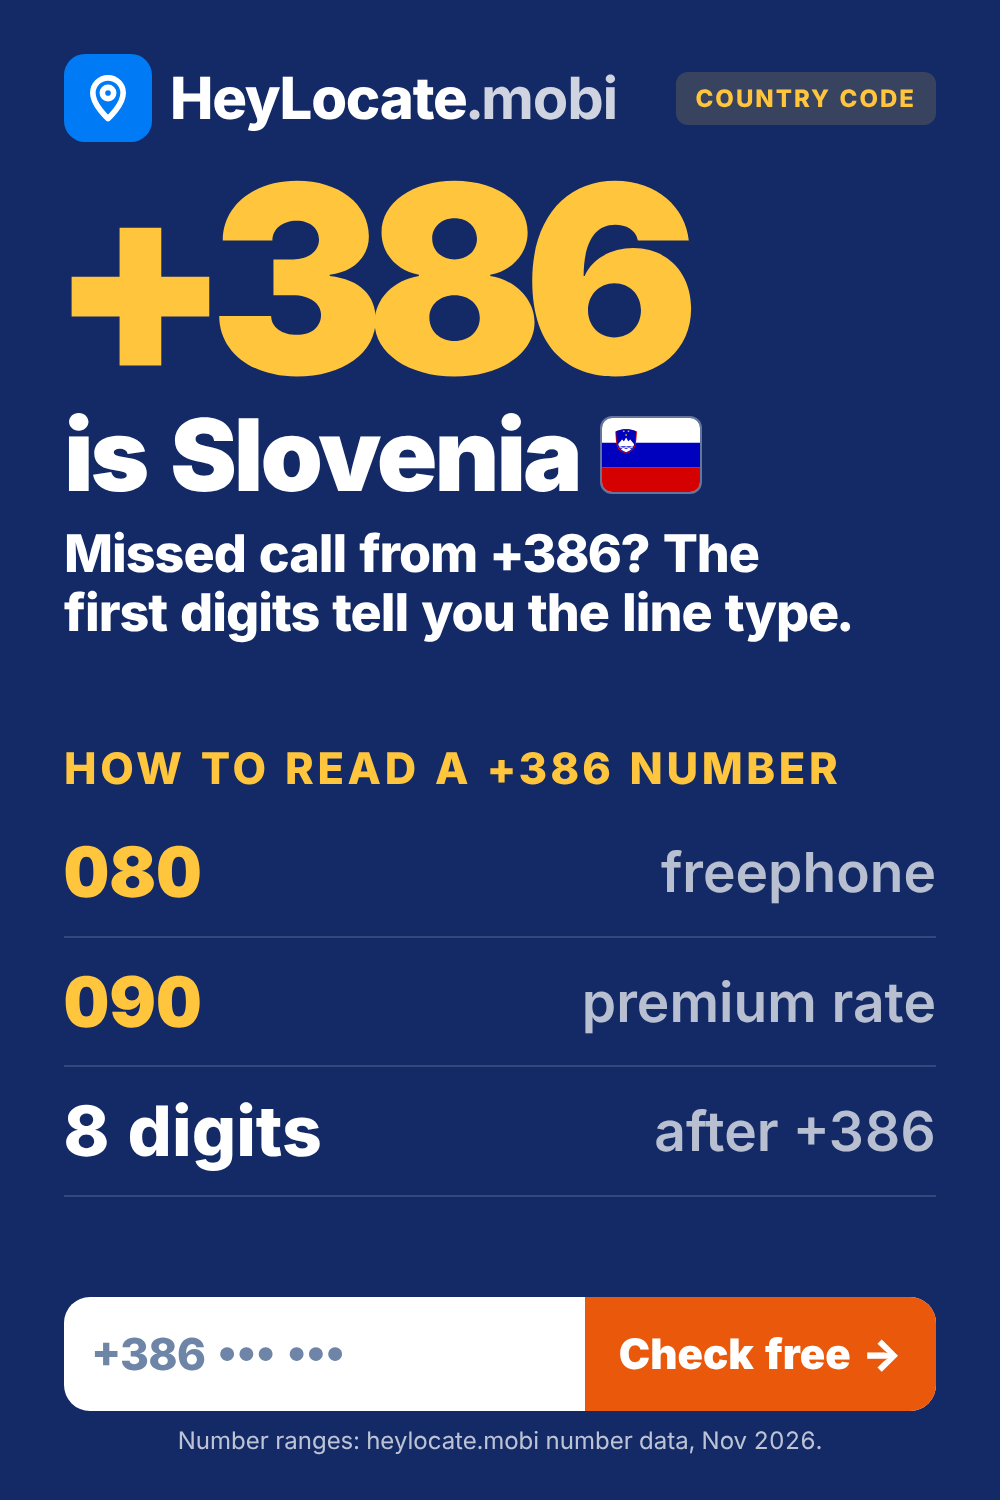 HeyLocate.mobi
COUNTRY CODE
+386
is Slovenia
Missed call from +386? The
first digits tell you the line type.
HOW TO READ A +386 NUMBER
080 freephone
090 premium rate
8 digits after +386
+386 ••• •••
Check free →
Number ranges: heylocate.mobi number data, Nov 2026.